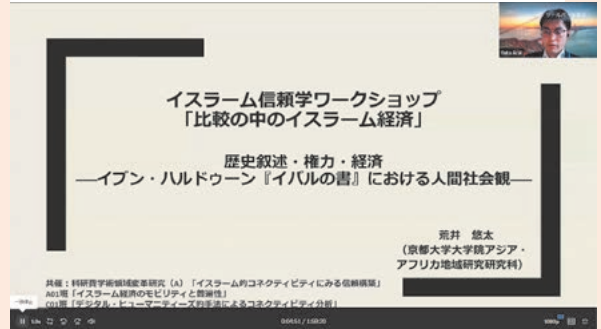 イスラーム信頼学ワークショップ
「比較の中のイスラーム経済」
歴史叙述・権力・経済
―イブン・ハルドゥーン『イバルの書』における人間社会観―
荒井 悠太
（京都大学大学院アジア・
アフリカ地域研究研究科）
共催：科研費学術領域変革研究（A）「イスラーム的コネクティビティにみる信頼構築」
A01班「イスラーム経済のモビリティと普遍性」
C01班「デジタル・ヒューマニティーズ的手法によるコネクティビティ分析」